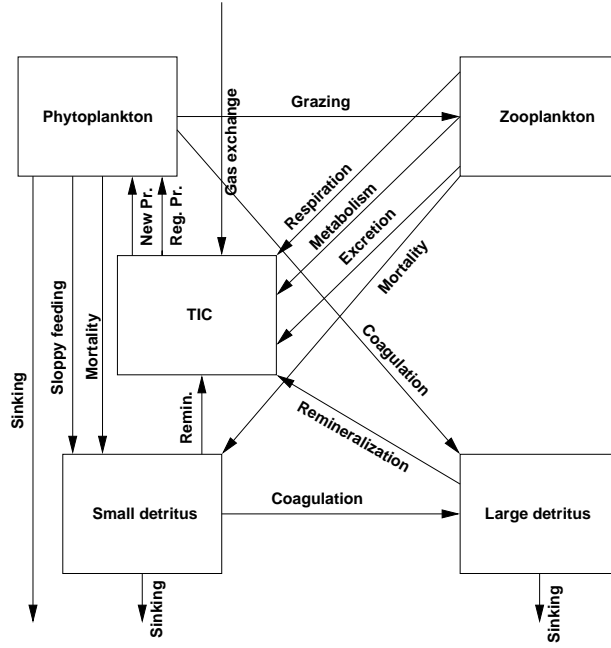 Grazing
Phytoplankton
Zooplankton
Gas exchange
New Pr.
Reg. Pr.
Respiration
Metabolism
Excretion
Mortality
TIC
Sinking
Sloppy feeding
Mortality
Remin.
Coagulation
Remineralization
Small detritus
Coagulation
Large detritus
Sinking
Sinking